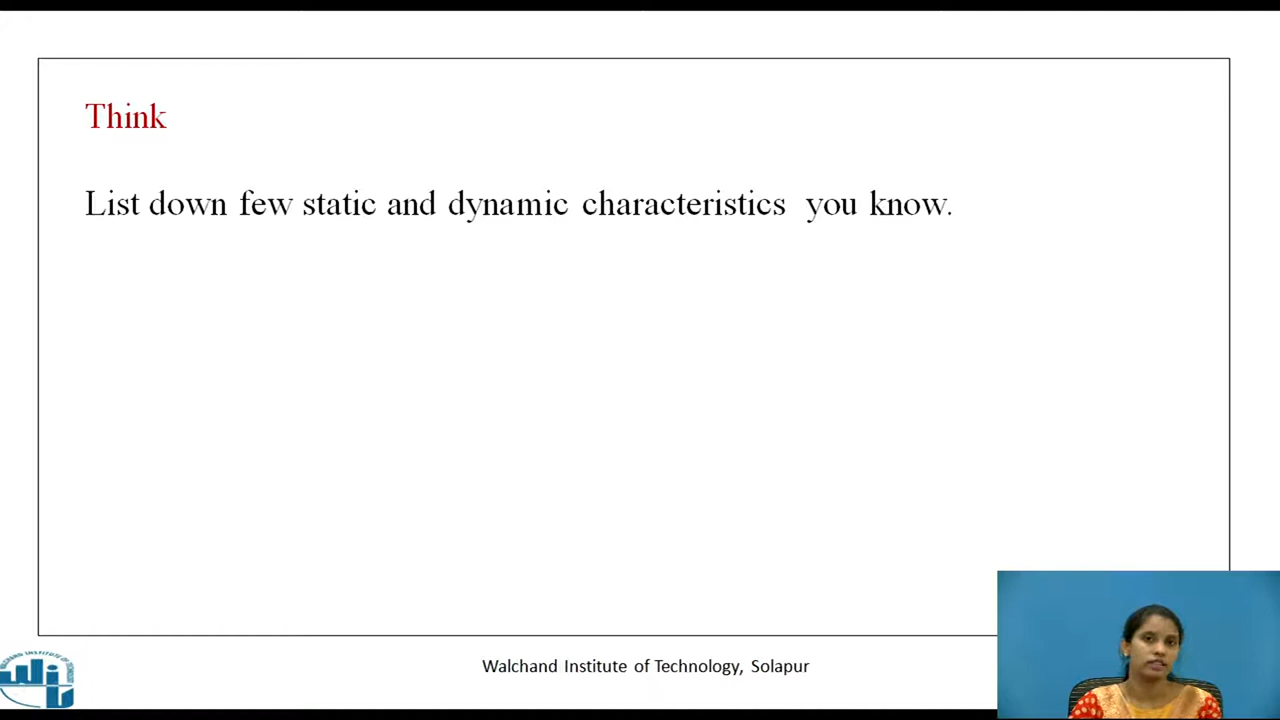 Think
List down few static and dynamic characteristics you know.
Walchand Institute of Technology, Solapur